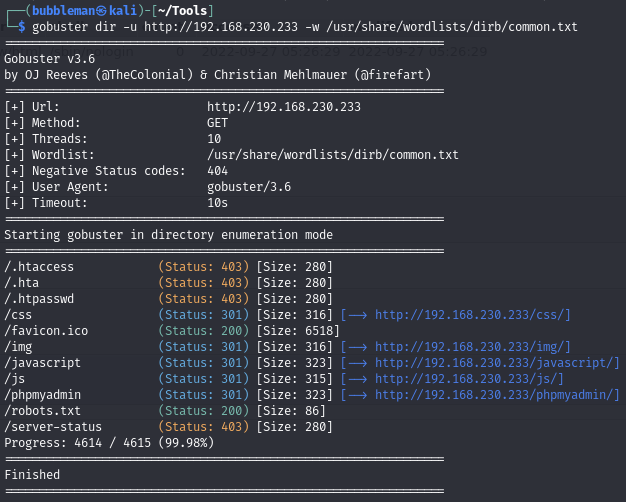 ┌──(bubbleman㉿kali)-[~/Tools]
└─$ gobuster dir -u http://192.168.230.233 -w /usr/share/wordlists/dirb/common.txt
===============================================================
Gobuster v3.6
by OJ Reeves (@TheColonial) & Christian Mehlmauer (@firefart)
===============================================================
[+] Url:                     http://192.168.230.233
[+] Method:                  GET
[+] Threads:                 10
[+] Wordlist:                /usr/share/wordlists/dirb/common.txt
[+] Negative Status codes:   404
[+] User Agent:              gobuster/3.6
[+] Timeout:                 10s
===============================================================
Starting gobuster in directory enumeration mode
===============================================================
/.htaccess            (Status: 403) [Size: 280]
/.hta                 (Status: 403) [Size: 280]
/.htpasswd            (Status: 403) [Size: 280]
/css                  (Status: 301) [Size: 316] [--> http://192.168.230.233/css/]
/favicon.ico          (Status: 200) [Size: 6518]
/img                  (Status: 301) [Size: 316] [--> http://192.168.230.233/img/]
/javascript           (Status: 301) [Size: 323] [--> http://192.168.230.233/javascript/]
/js                   (Status: 301) [Size: 315] [--> http://192.168.230.233/js/]
/phpmyadmin           (Status: 301) [Size: 323] [--> http://192.168.230.233/phpmyadmin/]
/robots.txt           (Status: 200) [Size: 86]
/server-status        (Status: 403) [Size: 280]
Progress: 4614 / 4615 (99.98%)
===============================================================
Finished
===============================================================